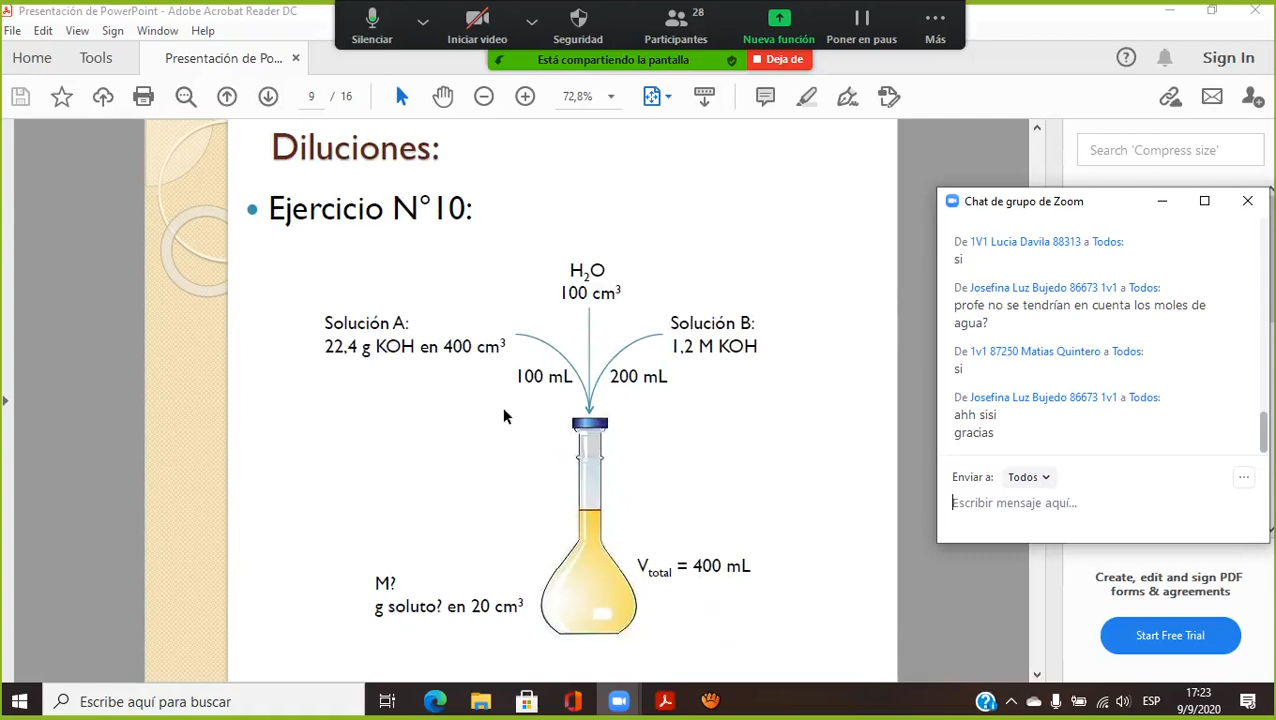 Presentación de PowerPoint - Adobe Acrobat Reader DC
File Edit View Window Help
Home Tools Presentación de Po... ×
Silenciar
Iniciar video
Seguridad
28
Participantes
Nueva función
Poner en paus
Más
Está compartiendo la pantalla
Deja de
Sign In
9 / 16
72,8%
Search 'Compress size'
Diluciones:
• Ejercicio N°10:
H₂O
100 cm³
Solución A:
22,4 g KOH en 400 cm³
Solución B:
1,2 M KOH
100 mL
200 mL
V total = 400 mL
M?
g soluto? en 20 cm³
Chat de grupo de Zoom
De 1V1 Lucia Davila 88313 a Todos:
si
De Josefina Luz Bujedo 86673 1v1 a Todos:
profe no se tendrían en cuenta los moles de
agua?
De 1v1 87250 Matias Quintero a Todos:
si
De Josefina Luz Bujedo 86673 1v1 a Todos:
ahh sisi
gracias
Enviar a: Todos
...
Escribir mensaje aquí...
Create, edit and sign PDF
forms & agreements
Start Free Trial
Escribe aquí para buscar
ESP
17:23
9/9/2020